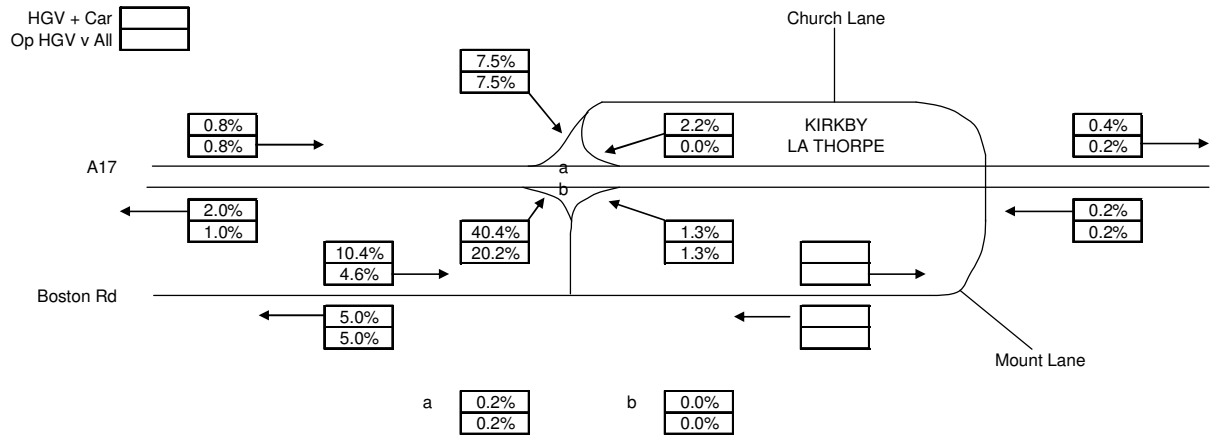 HGV + Car
Op HGV v All
Church Lane
7.5%
7.5%
0.8%
0.8%
2.2%
0.0%
KIRKBY
LA THORPE
0.4%
0.2%
A17
a
b
2.0%
1.0%
40.4%
20.2%
1.3%
1.3%
0.2%
0.2%
10.4%
4.6%
Boston Rd
5.0%
5.0%
Mount Lane
a
0.2%
0.2%
b
0.0%
0.0%